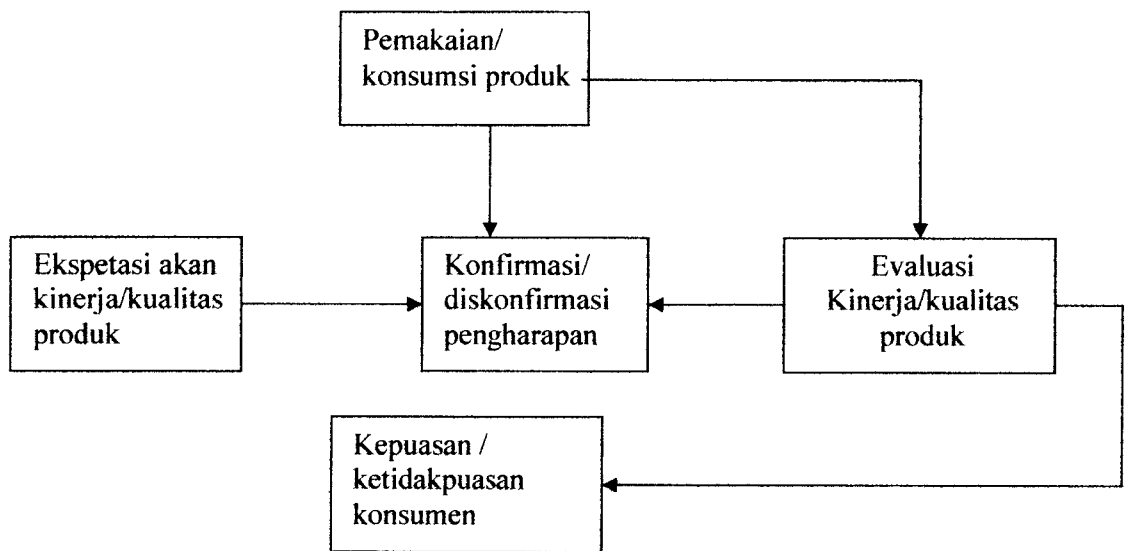 Pemakaian/
konsumsi produk
Ekspetasi akan
kinerja/kualitas
produk
Konfirmasi/
diskonfirmasi
pengharapan
Evaluasi
Kinerja/kualitas
produk
Kepuasan /
ketidakpuasan
konsumen